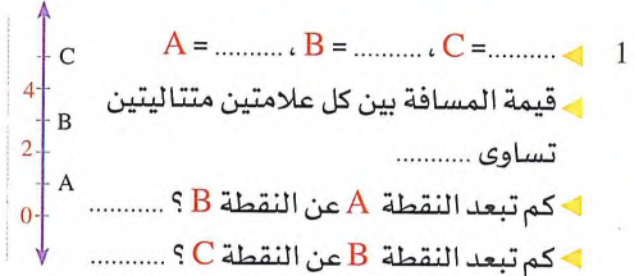 1 A = .......... ، B = .......... ، C =..........
قيمة المسافة بين كل علامتين متتاليتين
تساوى ...........
كم تبعد النقطة A عن النقطة B ؟ ...........
كم تبعد النقطة B عن النقطة C ؟ ...........
C
4
B
2
A
0